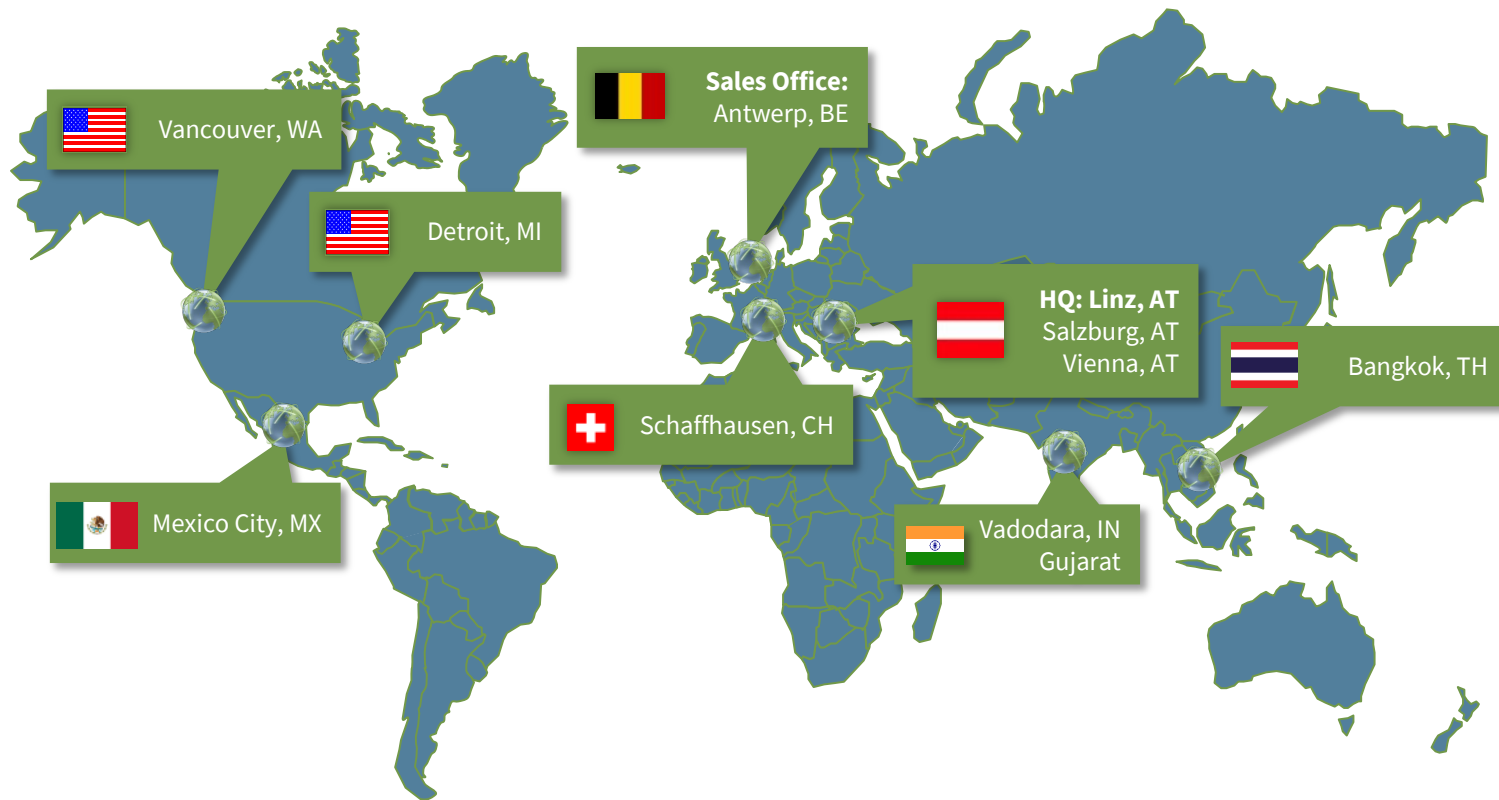 Sales Office:
Antwerp, BE
Vancouver, WA
Detroit, MI
HQ: Linz, AT
Salzburg, AT
Vienna, AT
Bangkok, TH
Schaffhausen, CH
Mexico City, MX
Vadodara, IN
Gujarat